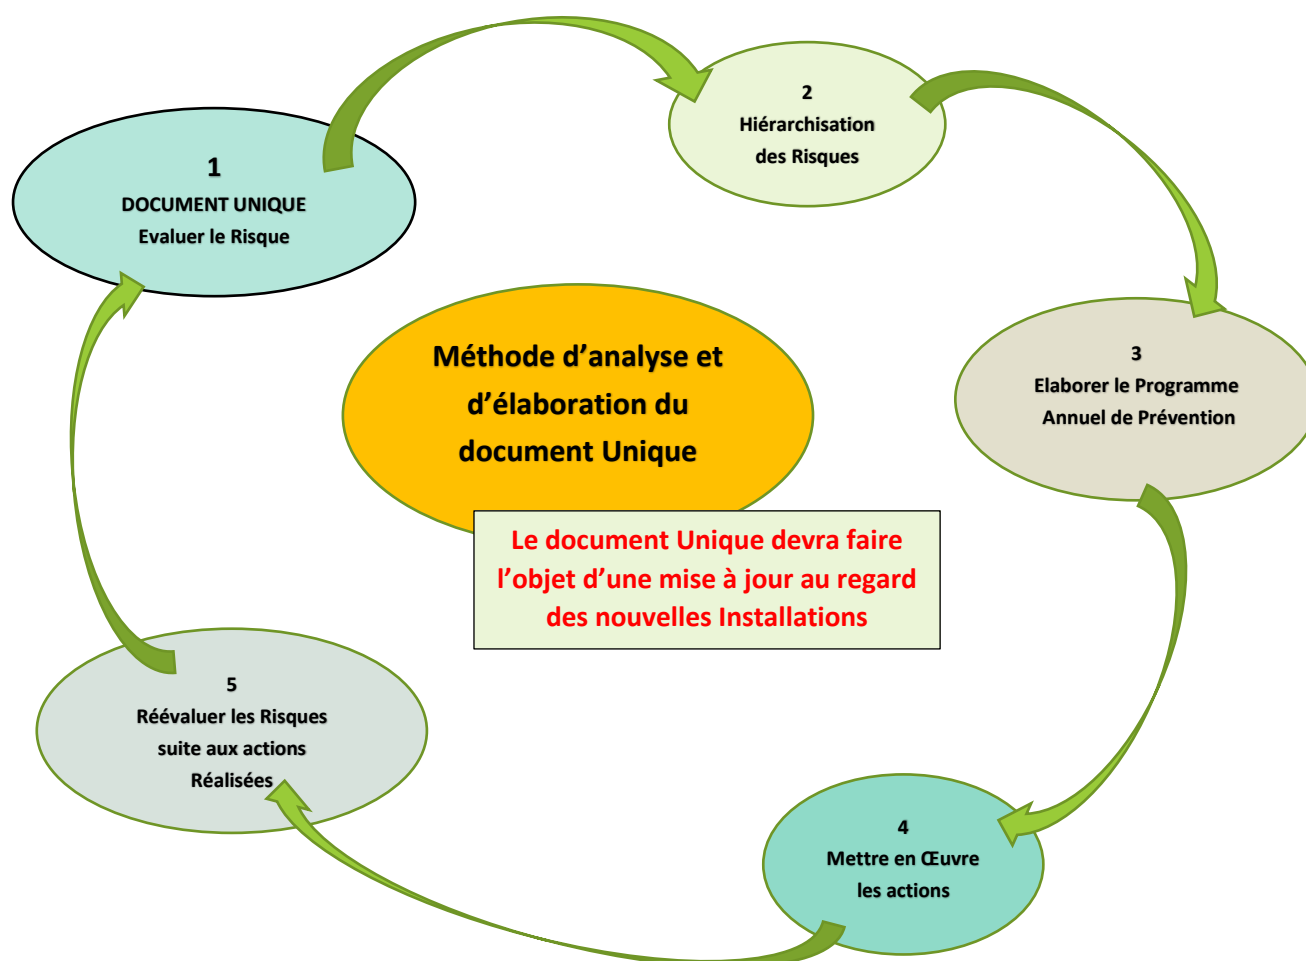 1
DOCUMENT UNIQUE
Evaluer le Risque
2
Hiérarchisation
des Risques
3
Elaborer le Programme
Annuel de Prévention
4
Mettre en Œuvre
les actions
5
Réévaluer les Risques
suite aux actions
Réalisées
Méthode d’analyse et
d’élaboration du
document Unique
Le document Unique devra faire
l’objet d’une mise à jour au regard
des nouvelles Installations